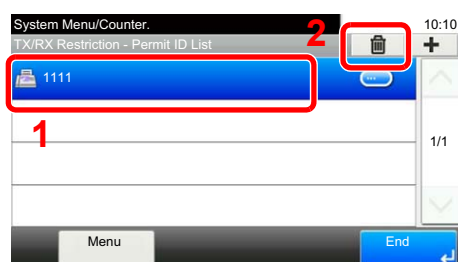 System Menu/Counter.
10:10
TX/RX Restriction - Permit ID List
2
1111
1
1/1
Menu
End